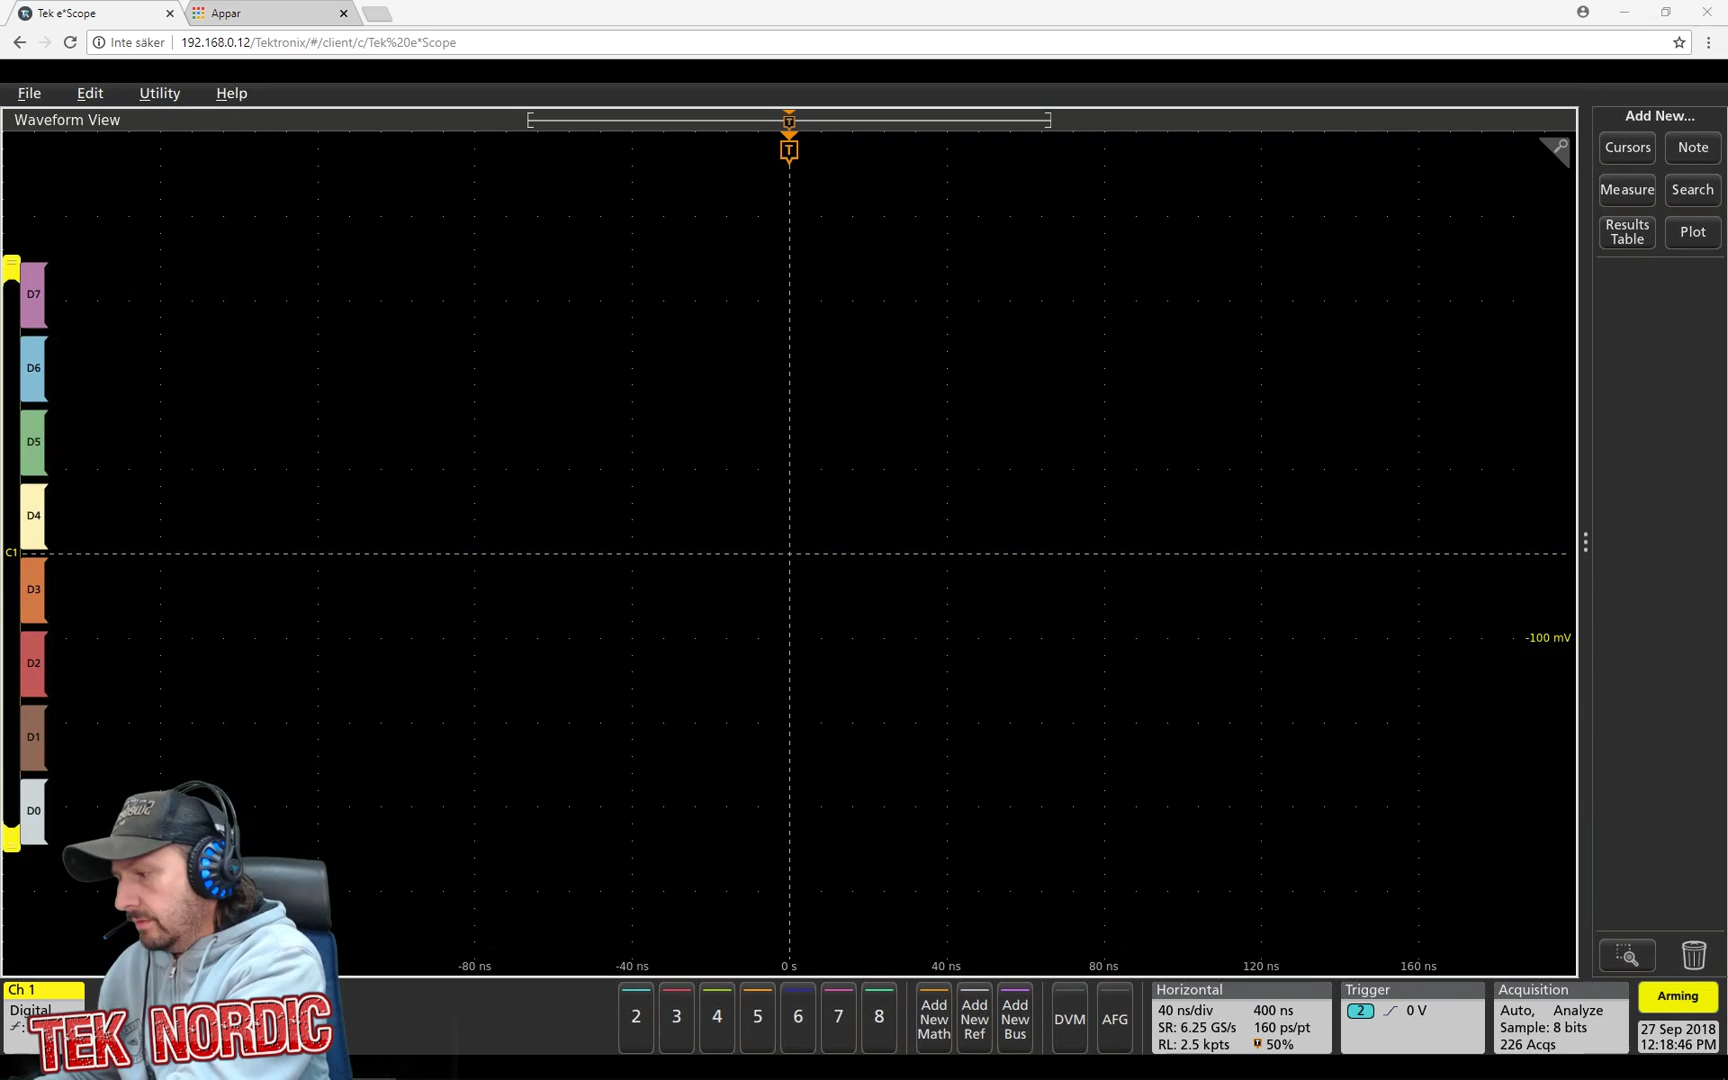 Tek e*Scope
Appar
Inte säker
192.168.0.12/Tektronix/#/client/c/Tek%20e*Scope
File Edit Utility Help
Waveform View
T
T
Add New...
Cursors
Note
Measure
Search
Results
Table
Plot
D7
D6
D5
D4
C1
D3
D2
-100 mV
D1
D0
-80 ns
-40 ns
0 s
40 ns
80 ns
120 ns
160 ns
Ch 1
Digital
TEK NORDIC
2
3
4
5
6
7
8
Add
New
Math
Add
New
Ref
Add
New
Bus
DVM
AFG
Horizontal
40 ns/div 400 ns
SR: 6.25 GS/s 160 ps/pt
RL: 2.5 kpts 50%
Trigger
2 0 V
Acquisition
Auto, Analyze
Sample: 8 bits
226 Acqs
Arming
27 Sep 2018
12:18:46 PM